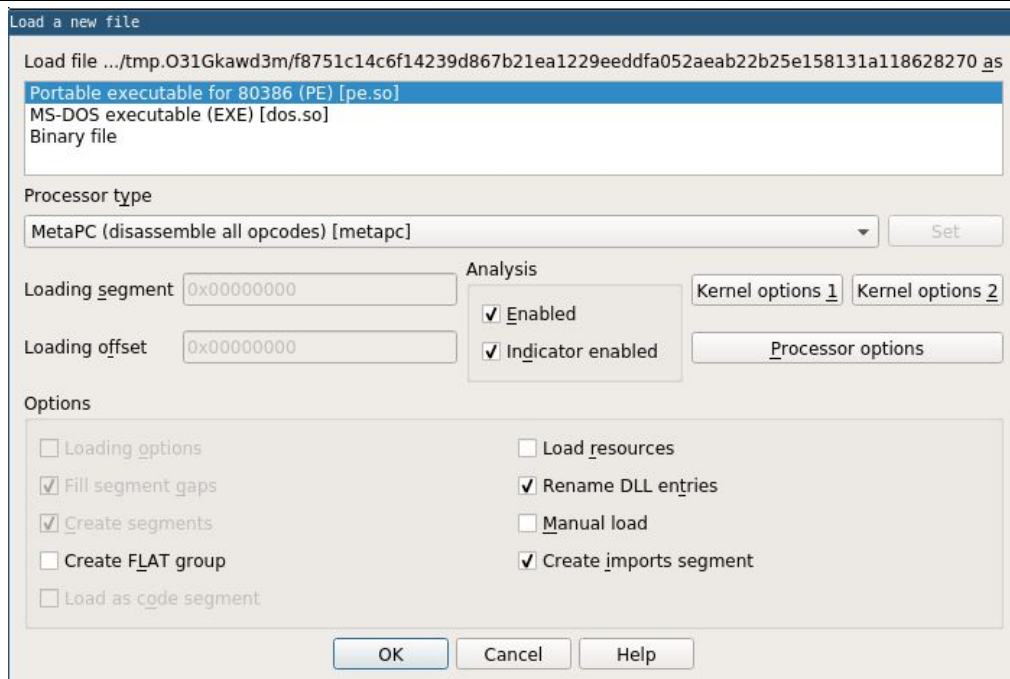 Load a new file
Load file .../tmp.O31Gkawd3m/f8751c14c6f14239d867b21ea1229eeddfa052aeab22b25e158131a118628270 as
Portable executable for 80386 (PE) [pe.so]
MS-DOS executable (EXE) [dos.so]
Binary file
Processor type
MetaPC (disassemble all opcodes) [metapc]
Set
Loading segment 0x00000000
Loading offset 0x00000000
Analysis
Enabled
Indicator enabled
Kernel options 1 Kernel options 2
Processor options
Options
Loading options
Fill segment gaps
Create segments
Create FLAT group
Load as code segment
Load resources
Rename DLL entries
Manual load
Create imports segment
OK Cancel Help